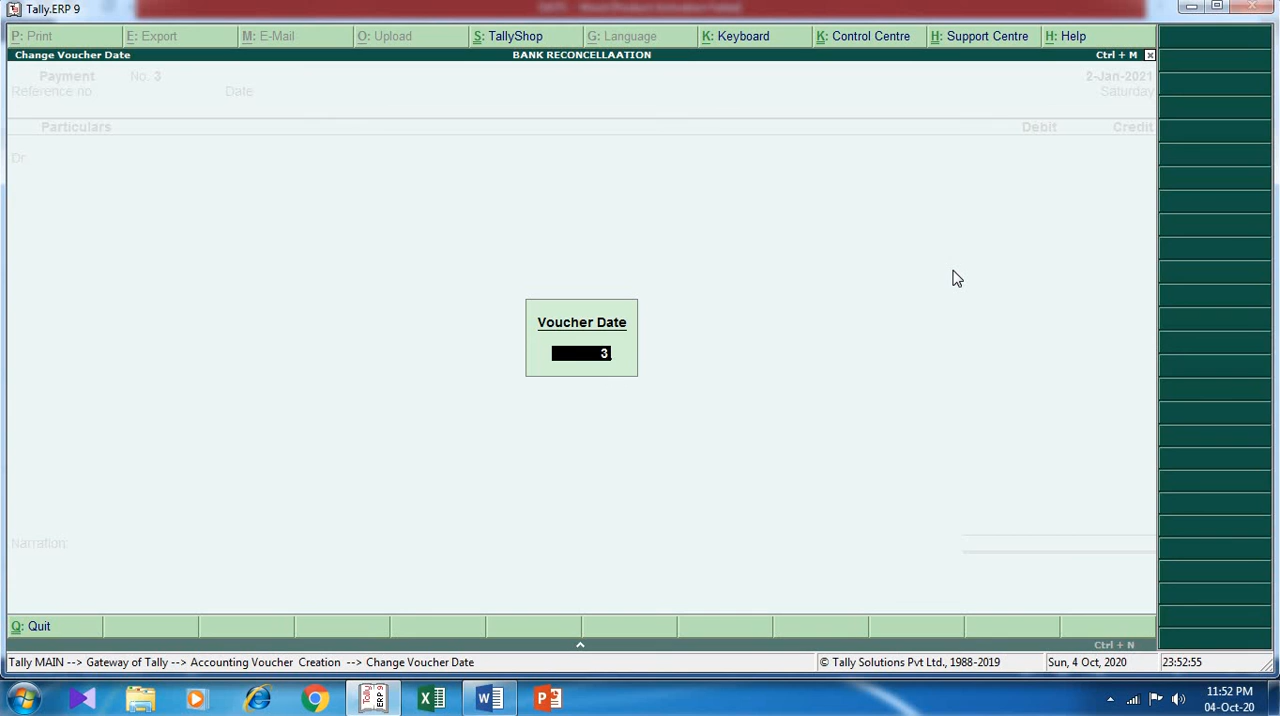 Tally.ERP 9
P: Print E: Export M: E-Mail O: Upload S: TallyShop G: Language K: Keyboard K: Control Centre H: Support Centre H: Help
Change Voucher Date BANK RECONCELLAATION Ctrl + M
Payment No. 3 2-Jan-2021
Reference no Date Saturday
Particulars Debit Credit
Dr
Voucher Date
3
Narration:
Q: Quit
Ctrl + N
Tally MAIN --> Gateway of Tally --> Accounting Voucher Creation --> Change Voucher Date © Tally Solutions Pvt Ltd., 1988-2019 Sun, 4 Oct, 2020 23:52:55
11:52 PM
04-Oct-20